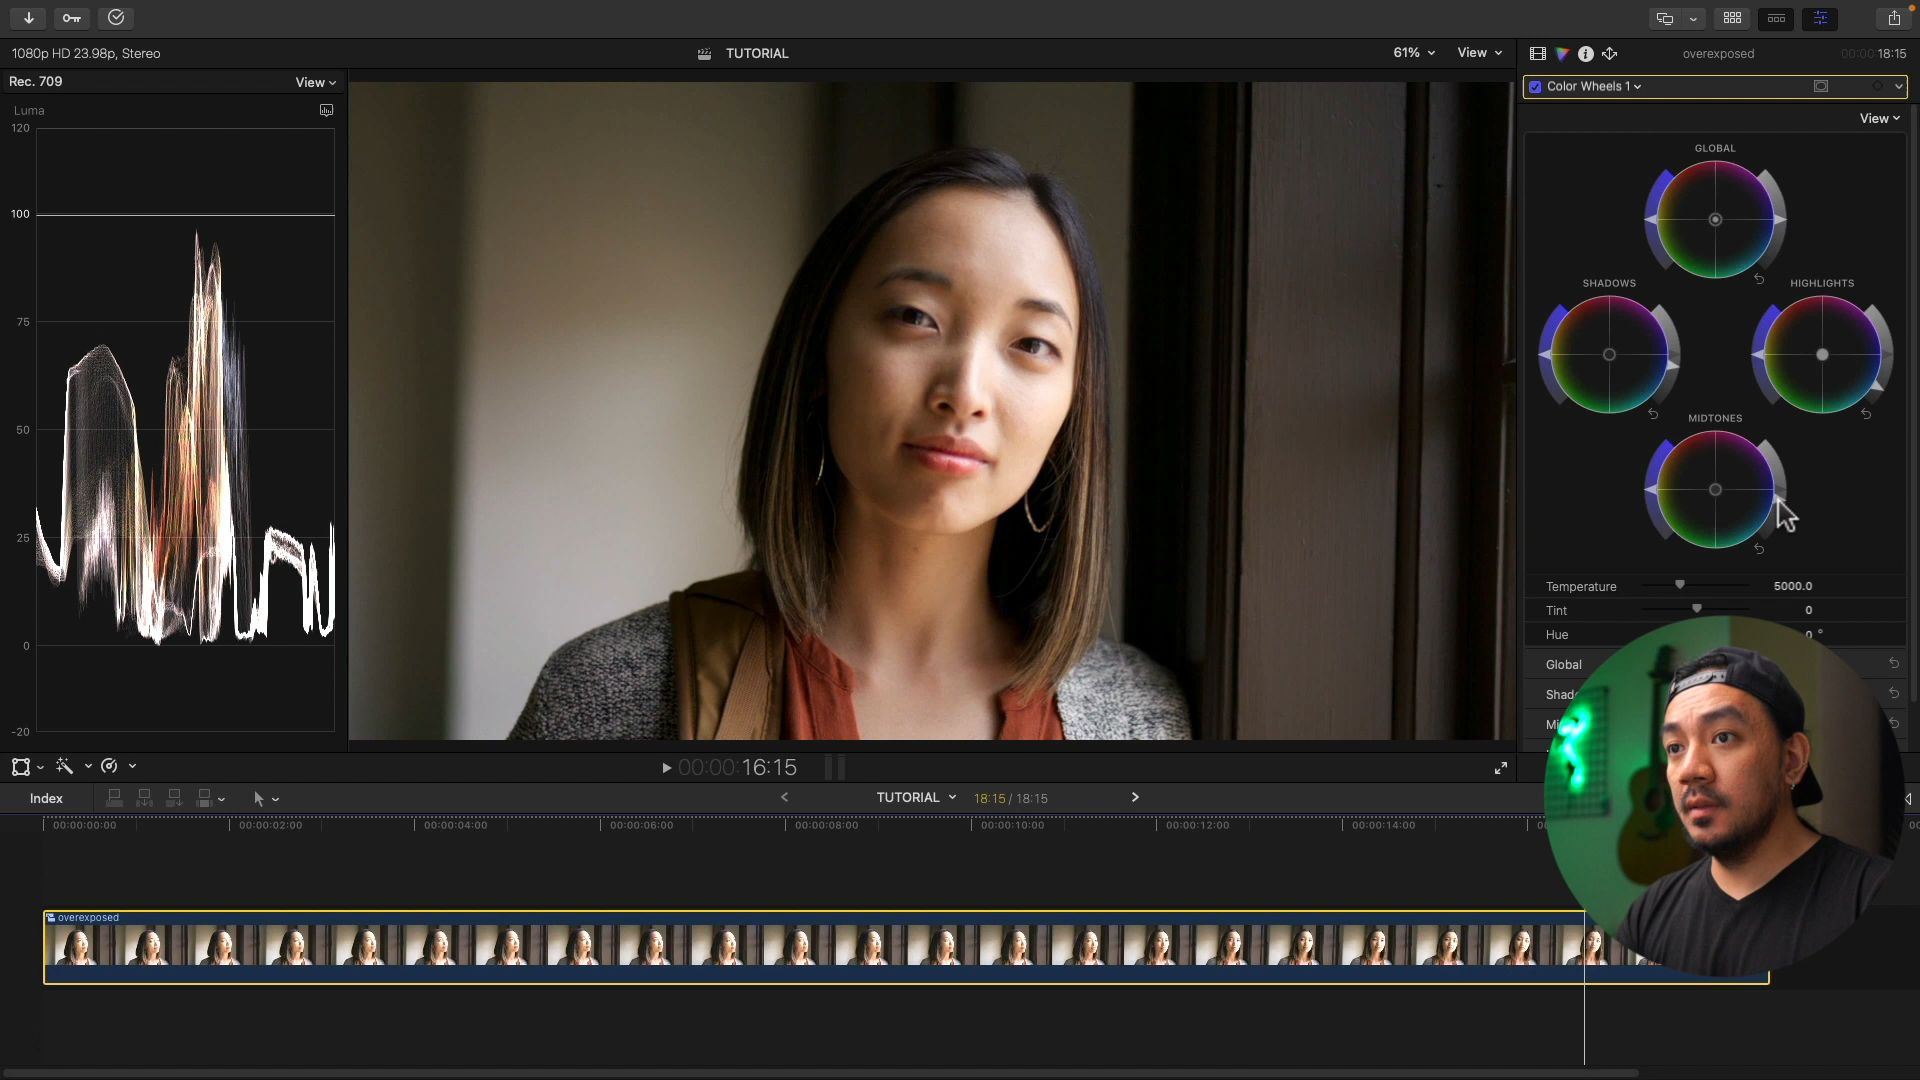 1080p HD 23.98p, Stereo
TUTORIAL
61%
View
overexposed
00:00:18:15
Rec. 709
View
Color Wheels 1
Luma
View
120
100
75
50
25
0
-20
GLOBAL
SHADOWS
HIGHLIGHTS
MIDTONES
Temperature
5000.0
Tint
0
Hue
0 °
Global
Shad
Mi
00:00:16:15
Index
TUTORIAL
18:15 / 18:15
00:00:00:00
00:00:02:00
00:00:04:00
00:00:06:00
00:00:08:00
00:00:10:00
00:00:12:00
00:00:14:00
overexposed